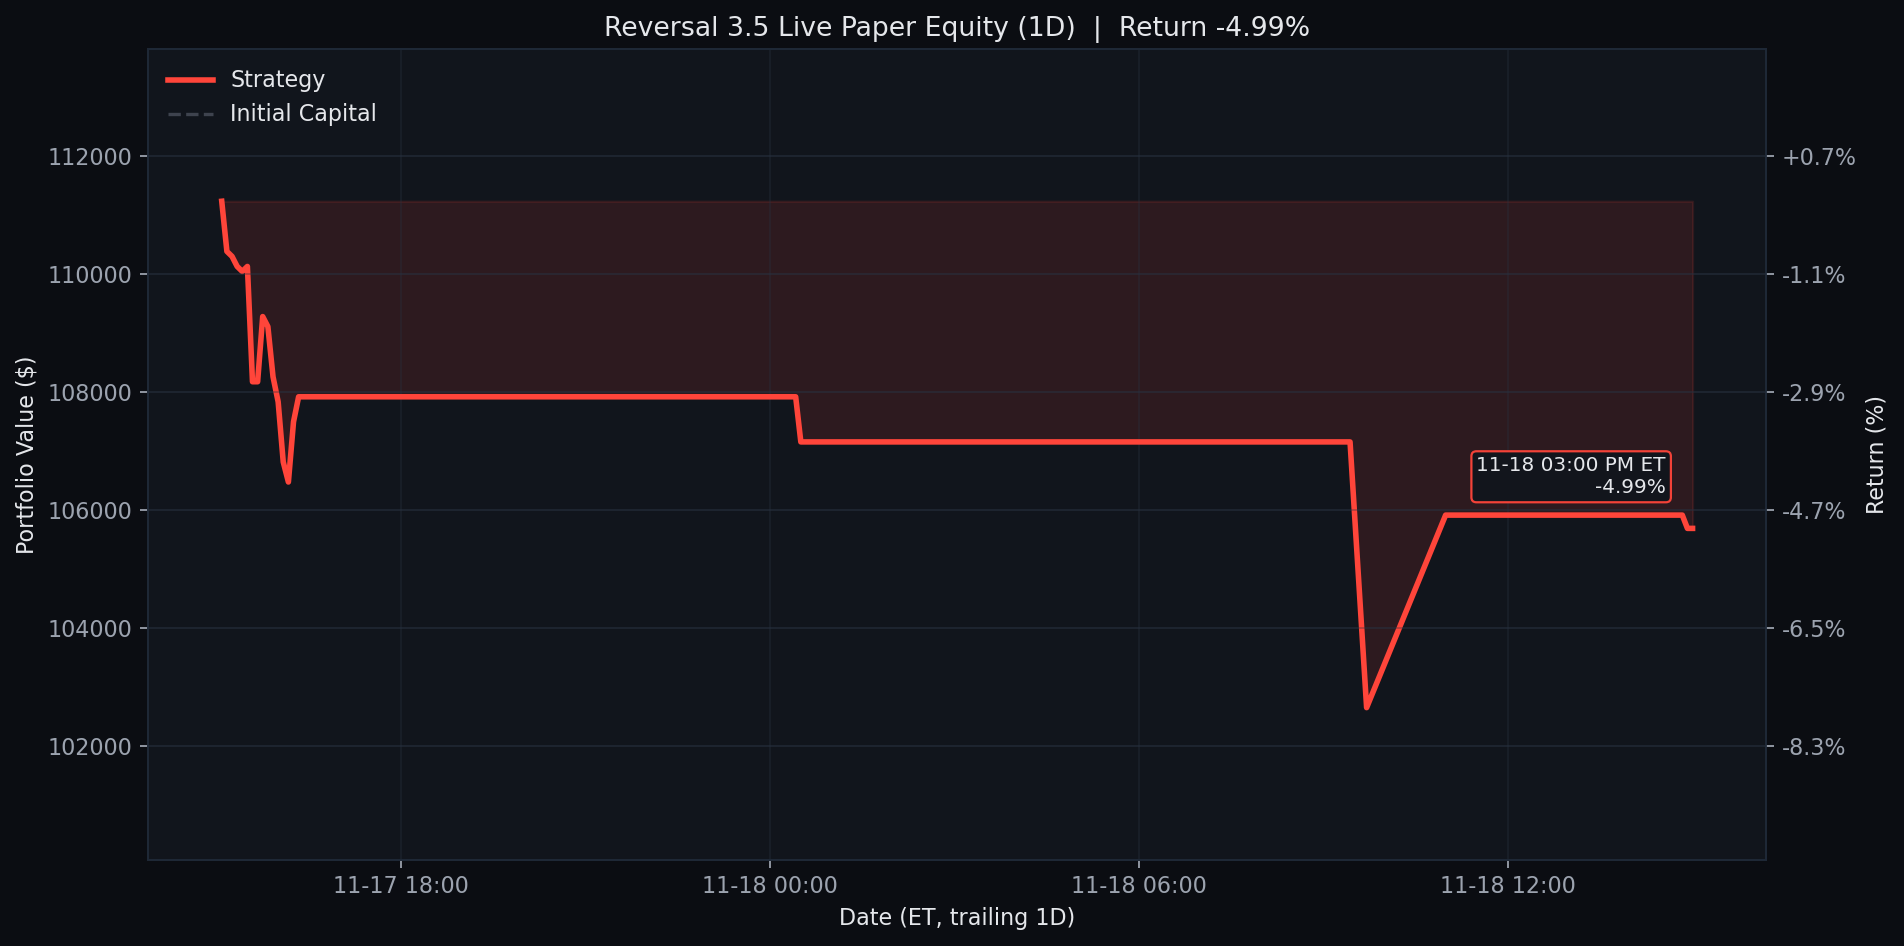 Reversal 3.5 Live Paper Equity (1D)  |  Return -4.99%
Strategy
Initial Capital
112000
110000
108000
106000
104000
102000
Portfolio Value ($)
+0.7%
-1.1%
-2.9%
-4.7%
-6.5%
-8.3%
Return (%)
11-18 03:00 PM ET
-4.99%
11-17 18:00
11-18 00:00
11-18 06:00
11-18 12:00
Date (ET, trailing 1D)